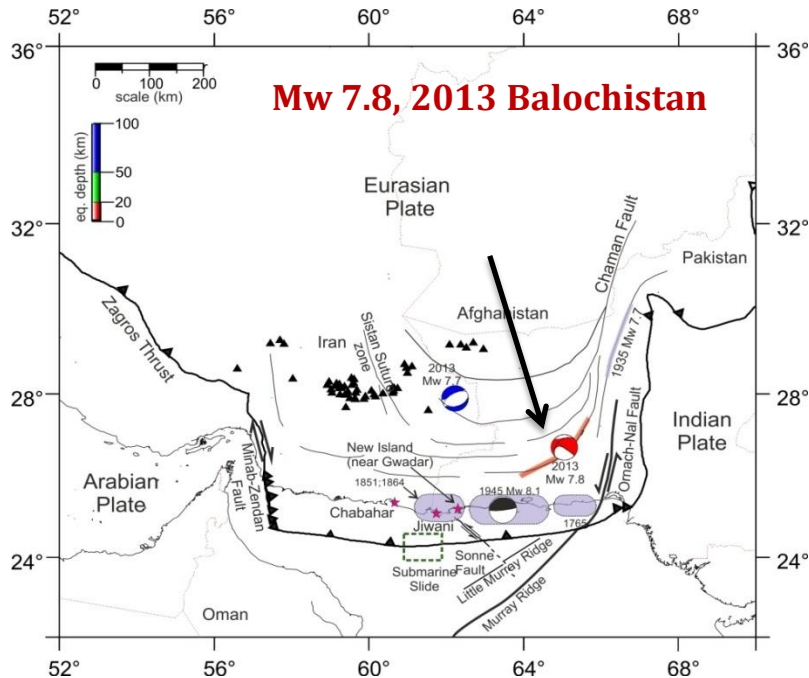 52°
56°
60°
64°
68°
36°
36°
0
100
200
scale (km)
Mw 7.8, 2013 Balochistan
eq. depth (km)
100
50
20
0
Eurasian
Plate
32°
32°
Chaman Fault
Pakistan
Zagros Thrust
Afghanistan
Iran
Sistan Suture
zone
1935 Mw 7.7
2013
Mw 7.7
28°
28°
Indian
Plate
Ornach-Nal Fault
New Island
(near Gwadar)
2013
Mw 7.8
Arabian
Plate
Minab-Zendan
Fault
1851;1864
1945 Mw 8.1
Chabahar
Jiwani
1765
24°
24°
Sonne
Fault
Submarine
Slide
Little Murray Ridge
Murray Ridge
Oman
52°
56°
60°
64°
68°